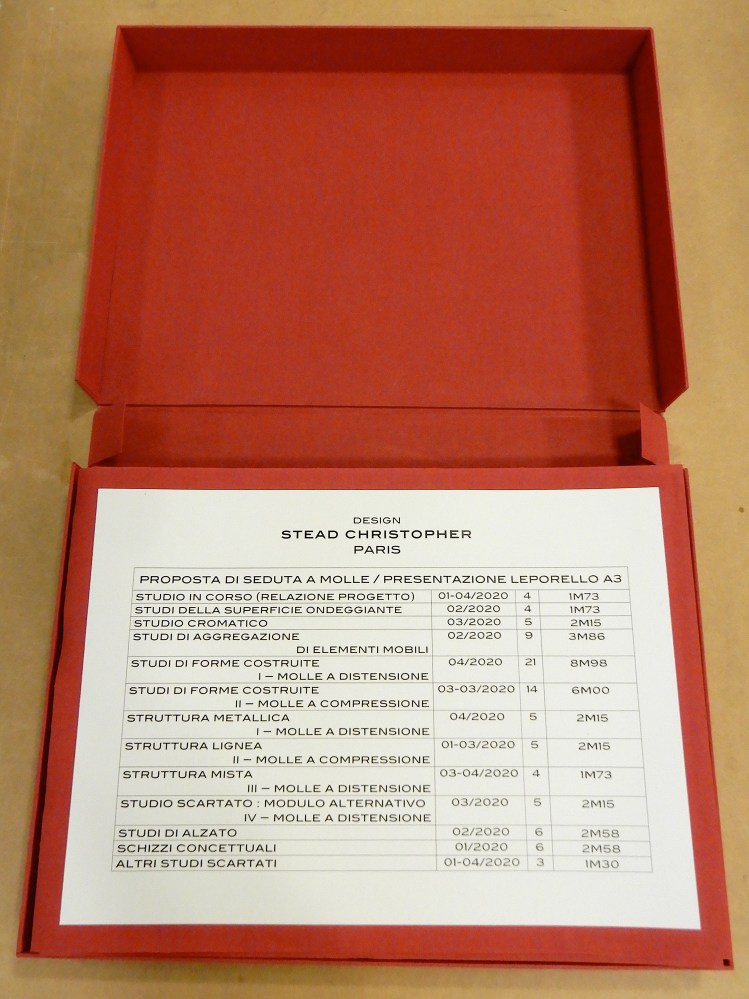 DESIGN
STEAD CHRISTOPHER
PARIS
PROPOSTA DI SEDUTA A MOLLE / PRESENTAZIONE LEPORELLO A3
STUDIO IN CORSO (RELAZIONE PROGETTO) 01-04/2020 4 1M73
STUDI DELLA SUPERFICIE ONDEGGIANTE 02/2020 4 1M73
STUDIO CROMATICO 03/2020 5 2M15
STUDI DI AGGREGAZIONE 02/2020 9 3M86
DI ELEMENTI MOBILI
STUDI DI FORME COSTRUITE 04/2020 21 8M98
I – MOLLE A DISTENSIONE
STUDI DI FORME COSTRUITE 03-03/2020 14 6M00
II – MOLLE A COMPRESSIONE
STRUTTURA METALLICA 04/2020 5 2M15
I – MOLLE A DISTENSIONE
STRUTTURA LIGNEA 01-03/2020 5 2M15
II – MOLLE A COMPRESSIONE
STRUTTURA MISTA 03-04/2020 4 1M73
III – MOLLE A DISTENSIONE
STUDIO SCARTATO : MODULO ALTERNATIVO 03/2020 5 2M15
IV – MOLLE A DISTENSIONE
STUDI DI ALZATO 02/2020 6 2M58
SCHIZZI CONCETTUALI 01/2020 6 2M58
ALTRI STUDI SCARTATI 01-04/2020 3 1M30